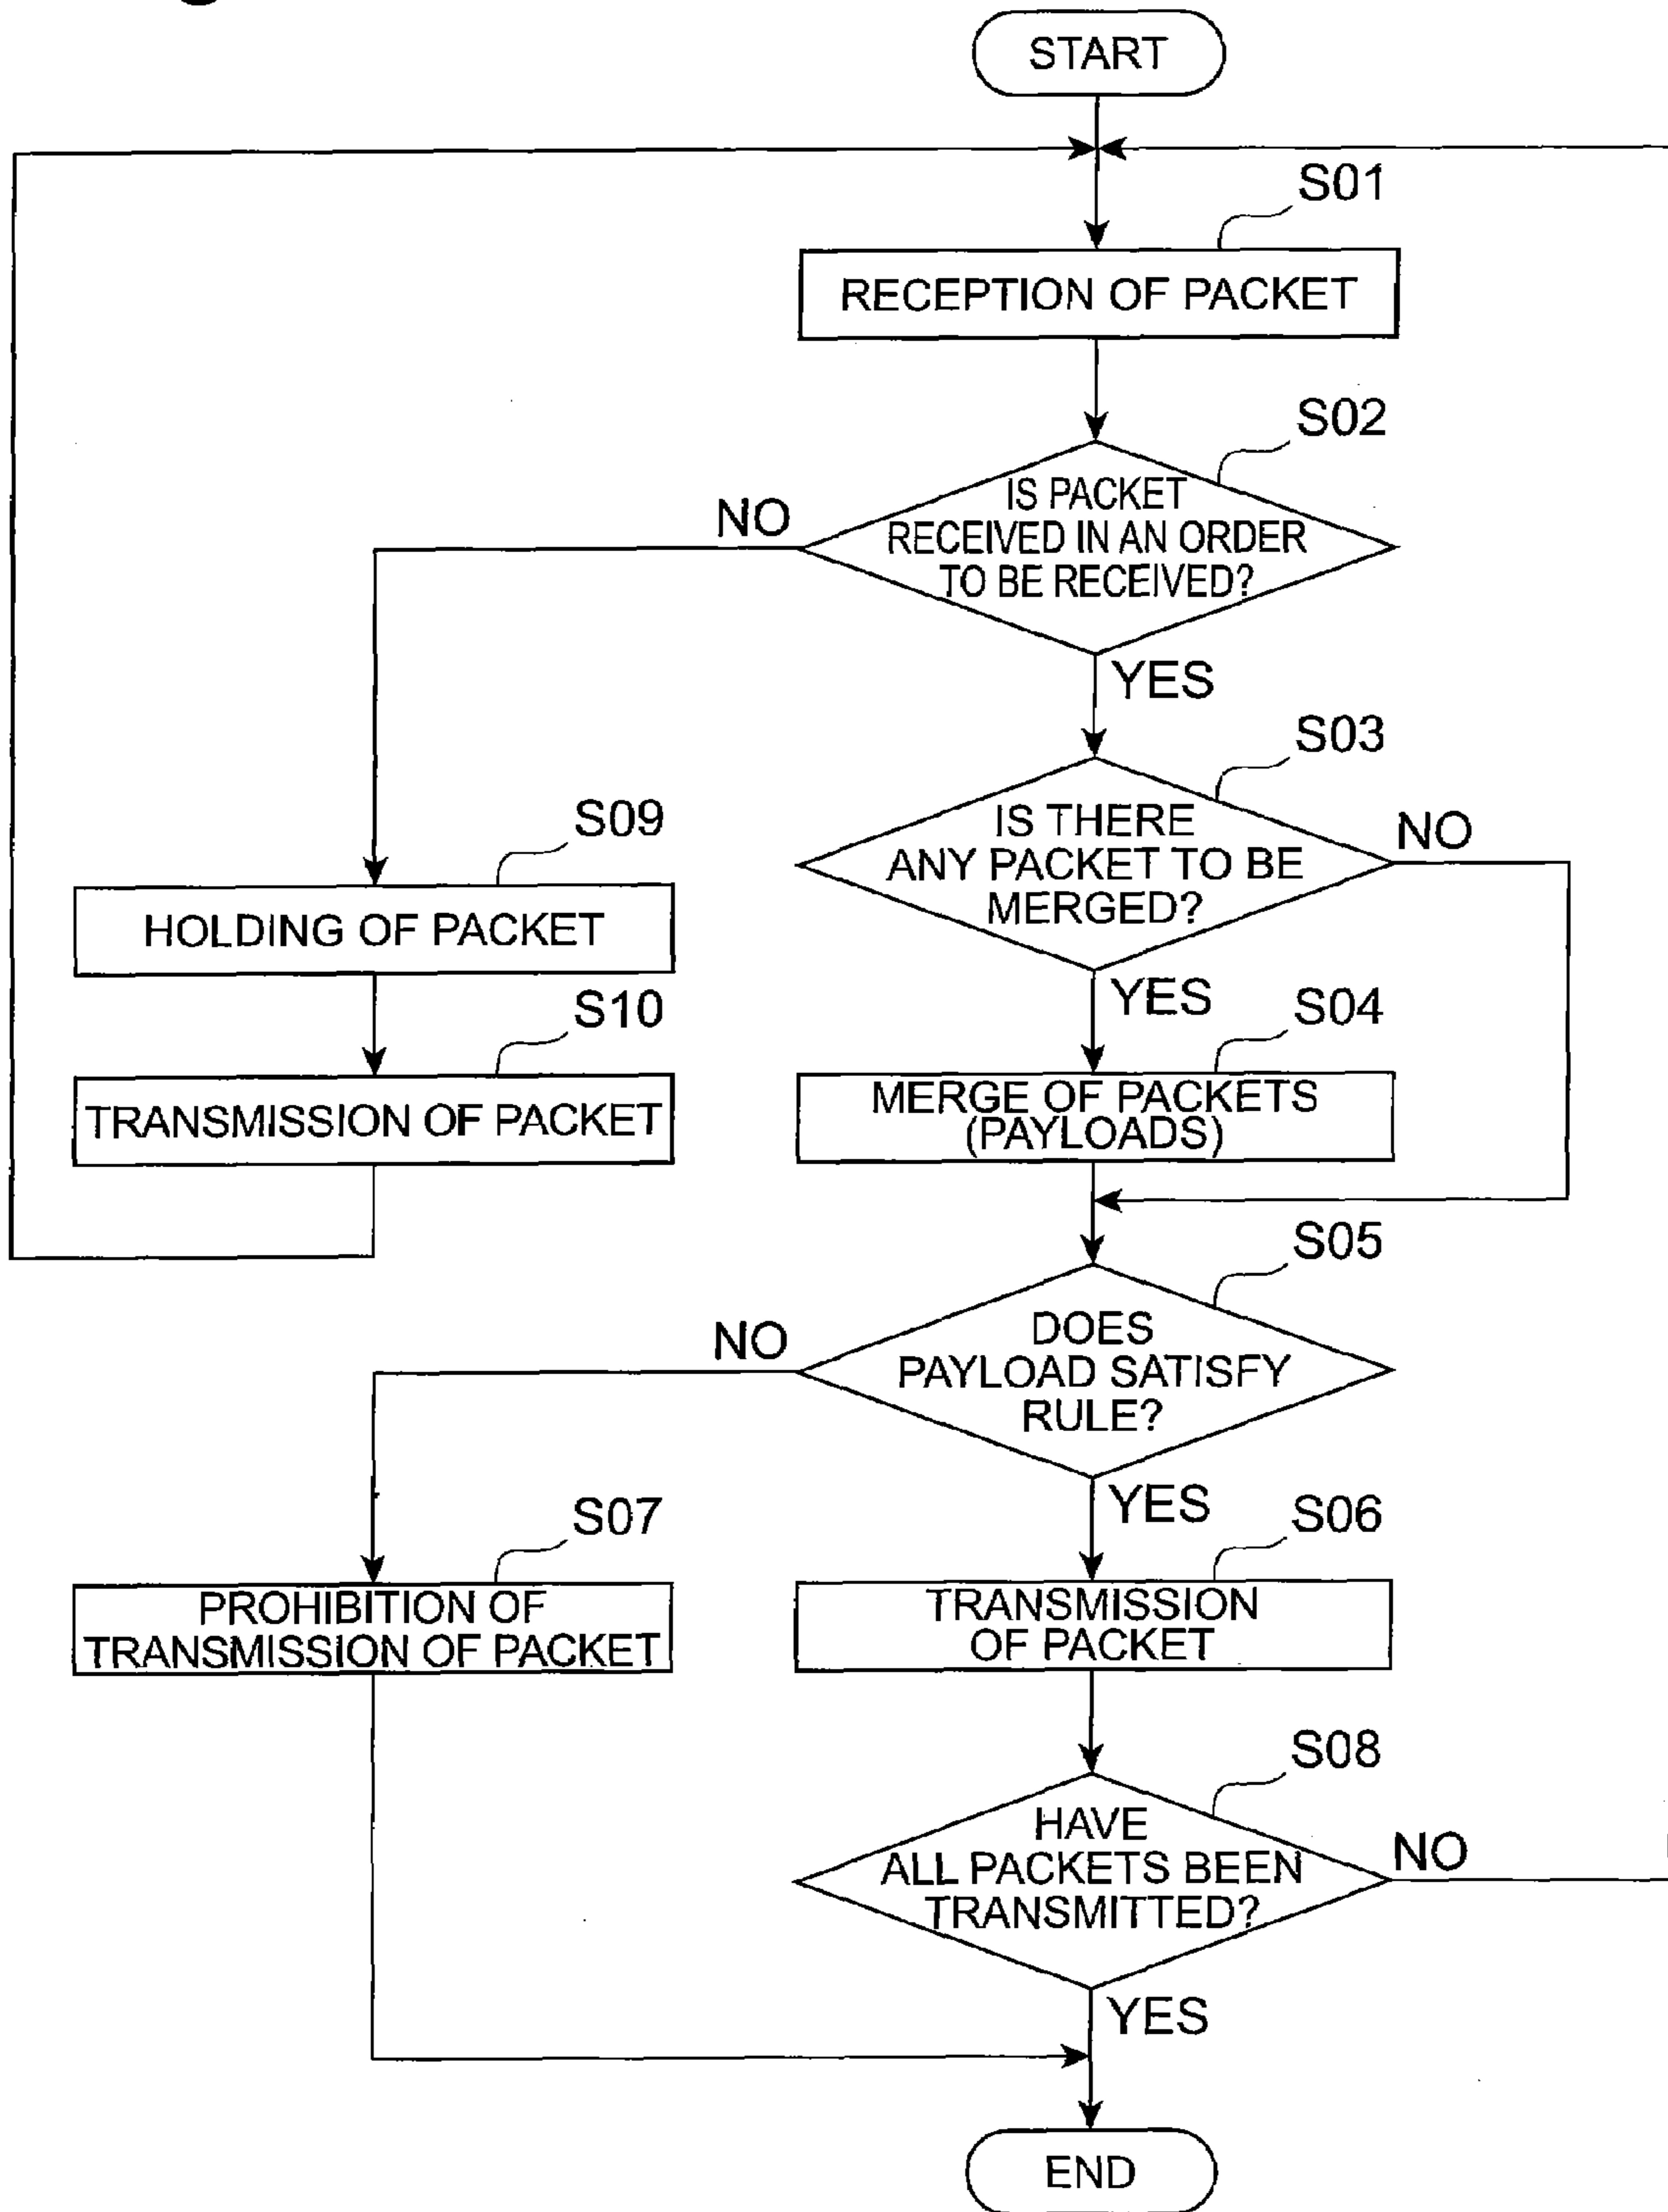 START
S01
RECEPTION OF PACKET
S02
IS PACKET
RECEIVED IN AN ORDER
TO BE RECEIVED?
NO
YES
S03
IS THERE
ANY PACKET TO BE
MERGED?
NO
YES
S09
HOLDING OF PACKET
S10
TRANSMISSION OF PACKET
S04
MERGE OF PACKETS
(PAYLOADS)
S05
DOES
PAYLOAD SATISFY
RULE?
NO
YES
S07
PROHIBITION OF
TRANSMISSION OF PACKET
S06
TRANSMISSION
OF PACKET
S08
HAVE
ALL PACKETS BEEN
TRANSMITTED?
NO
YES
END